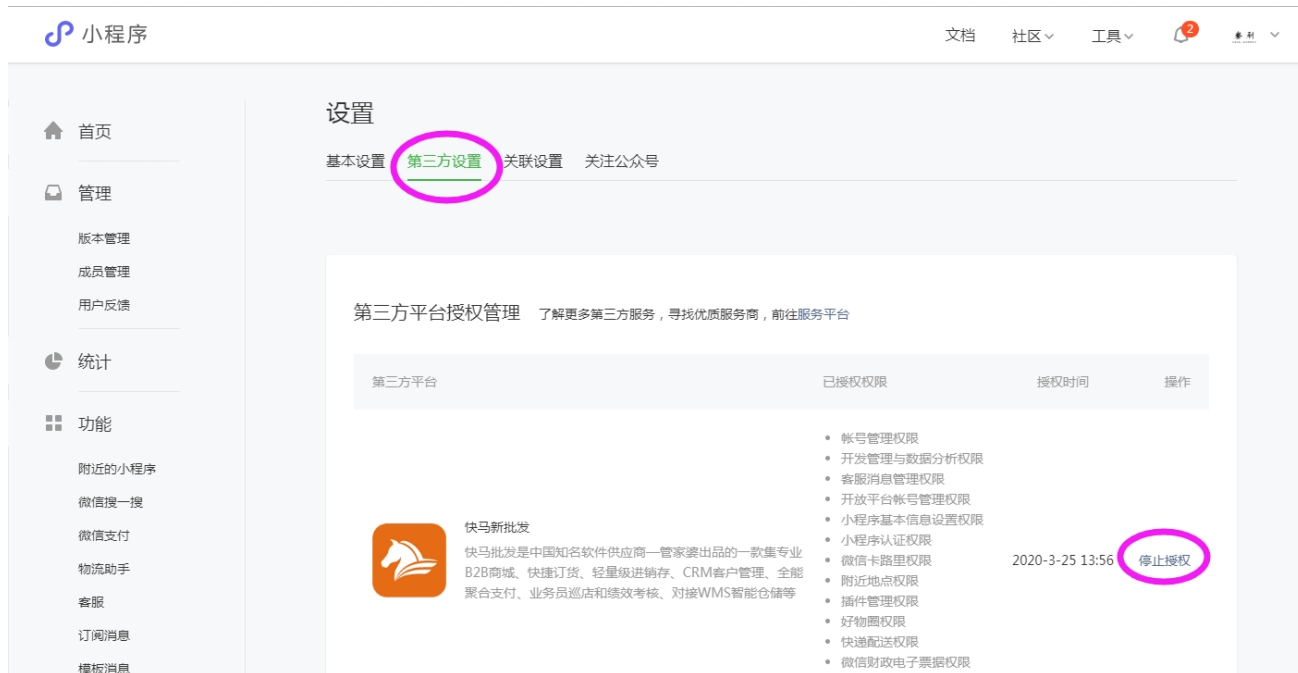 小程序
文档 社区 工具 2
首页
管理
版本管理
成员管理
用户反馈
统计
功能
附近的小程序
微信搜一搜
微信支付
物流助手
客服
订阅消息
模板消息
设置
基本设置 第三方设置 关联设置 关注公众号
第三方平台授权管理 了解更多第三方服务,寻找优质服务商,前往服务平台
第三方平台 已授权权限 授权时间 操作
快马新批发
快马批发是中国知名软件供应商—管家婆出品的一款集专业
B2B商城、快捷订货、轻量级进销存、CRM客户管理、全能
聚合支付、业务员巡店和绩效考核、对接WMS智能仓储等
帐号管理权限
开发管理与数据分析权限
客服消息管理权限
开放平台帐号管理权限
小程序基本信息设置权限
小程序认证权限
微信卡路里权限
附近地点权限
插件管理权限
好物圈权限
快递配送权限
微信财政电子票据权限
2020-3-25 13:56 停止授权